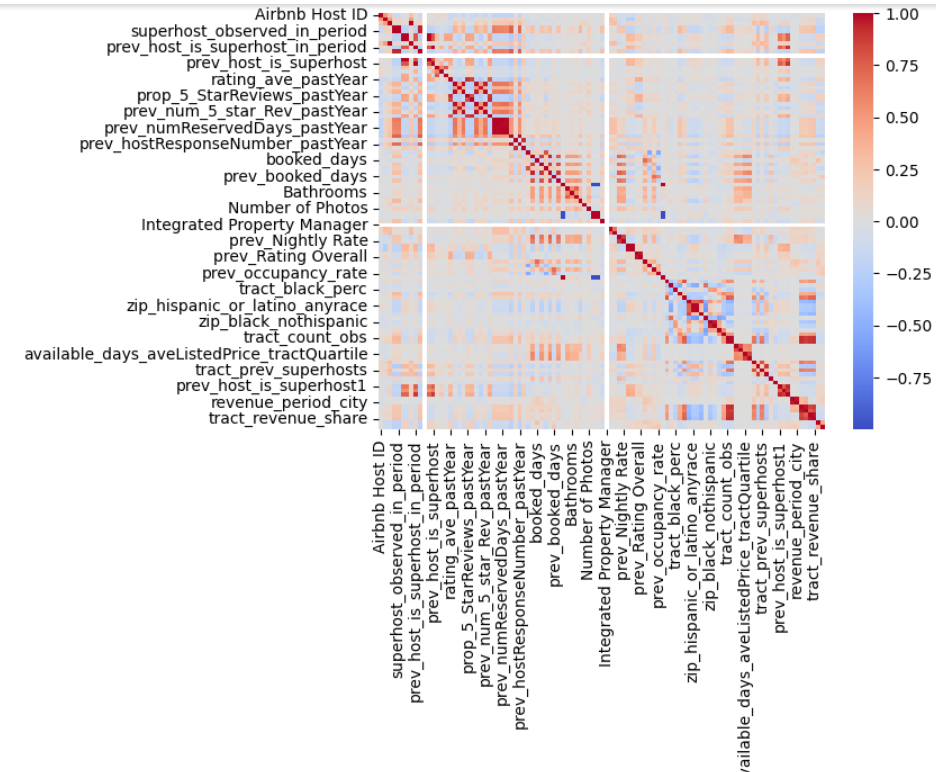 Airbnb Host ID
superhost_observed_in_period
prev_host_is_superhost_in_period
prev_host_is_superhost
rating_ave_pastYear
prop_5_StarReviews_pastYear
prev_num_5_star_Rev_pastYear
prev_numReservedDays_pastYear
prev_hostResponseNumber_pastYear
booked_days
prev_booked_days
Bathrooms
Number of Photos
Integrated Property Manager
prev_Nightly Rate
prev_Rating Overall
prev_occupancy_rate
tract_black_perc
zip_hispanic_or_latino_anyrace
zip_black_nothispanic
tract_count_obs
available_days_aveListedPrice_tractQuartile
tract_prev_superhosts
prev_host_is_superhost1
revenue_period_city
tract_revenue_share
1.00
0.75
0.50
0.25
0.00
−0.25
−0.50
−0.75
Airbnb Host ID
superhost_observed_in_period
prev_host_is_superhost_in_period
prev_host_is_superhost
rating_ave_pastYear
prop_5_StarReviews_pastYear
prev_num_5_star_Rev_pastYear
prev_numReservedDays_pastYear
prev_hostResponseNumber_pastYear
booked_days
prev_booked_days
Bathrooms
Number of Photos
Integrated Property Manager
prev_Nightly Rate
prev_Rating Overall
prev_occupancy_rate
tract_black_perc
zip_hispanic_or_latino_anyrace
zip_black_nothispanic
tract_count_obs
vailable_days_aveListedPrice_tractQuartile
tract_prev_superhosts
prev_host_is_superhost1
revenue_period_city
tract_revenue_share